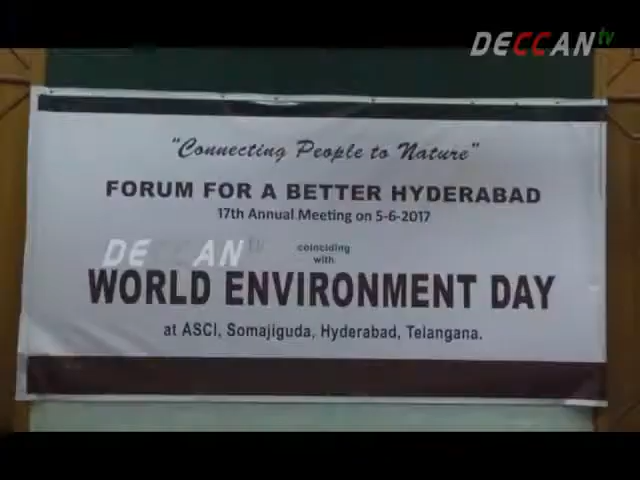 DECCAN tv
"Connecting People to Nature"
FORUM FOR A BETTER HYDERABAD
17th Annual Meeting on 5-6-2017
DECCAN tv
coinciding
with
WORLD ENVIRONMENT DAY
at ASCI, Somajiguda, Hyderabad, Telangana.